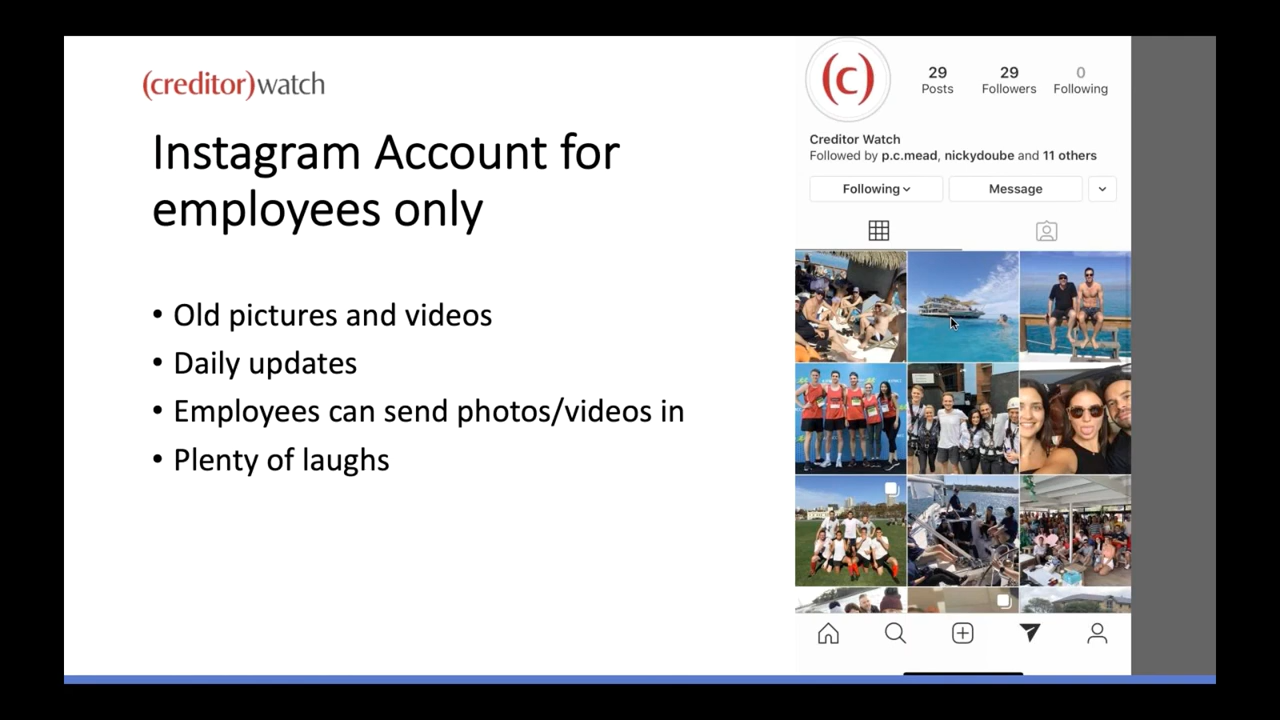 (creditor)watch
Instagram Account for
employees only
• Old pictures and videos
• Daily updates
• Employees can send photos/videos in
• Plenty of laughs
(c)
29
Posts
29
Followers
0
Following
Creditor Watch
Followed by p.c.mead, nickydoube and 11 others
Following
Message